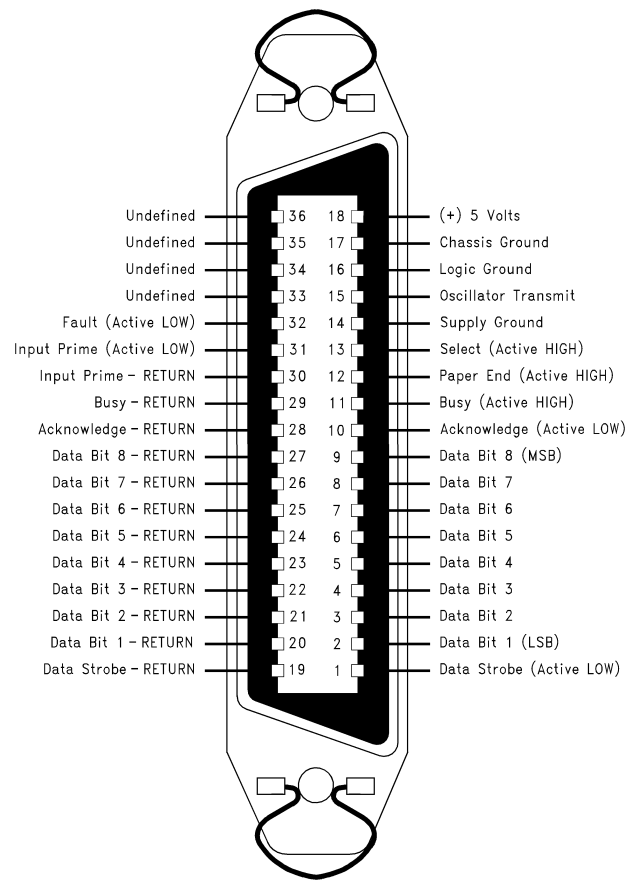 Undefined 36 18 (+) 5 Volts
Undefined 35 17 Chassis Ground
Undefined 34 16 Logic Ground
Undefined 33 15 Oscillator Transmit
Fault (Active LOW) 32 14 Supply Ground
Input Prime (Active LOW) 31 13 Select (Active HIGH)
Input Prime – RETURN 30 12 Paper End (Active HIGH)
Busy – RETURN 29 11 Busy (Active HIGH)
Acknowledge – RETURN 28 10 Acknowledge (Active LOW)
Data Bit 8 – RETURN 27 9 Data Bit 8 (MSB)
Data Bit 7 – RETURN 26 8 Data Bit 7
Data Bit 6 – RETURN 25 7 Data Bit 6
Data Bit 5 – RETURN 24 6 Data Bit 5
Data Bit 4 – RETURN 23 5 Data Bit 4
Data Bit 3 – RETURN 22 4 Data Bit 3
Data Bit 2 – RETURN 21 3 Data Bit 2
Data Bit 1 – RETURN 20 2 Data Bit 1 (LSB)
Data Strobe – RETURN 19 1 Data Strobe (Active LOW)